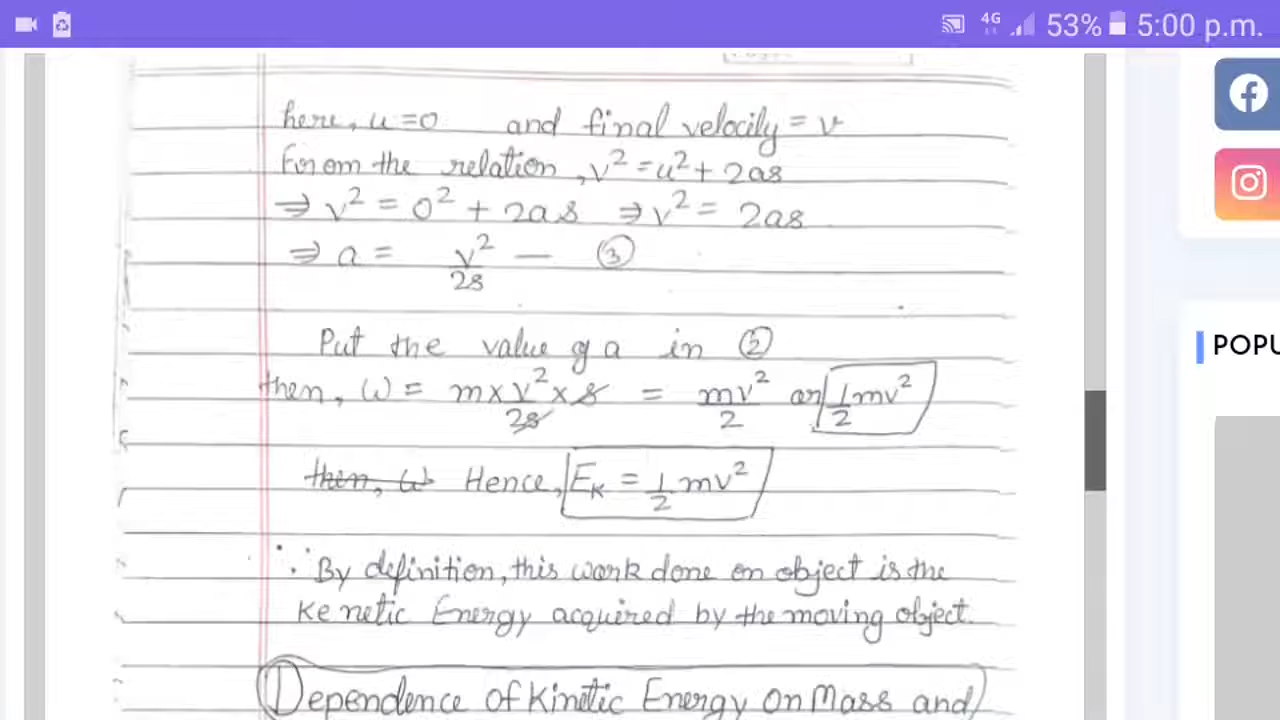 4G 53% 5:00 p.m.
here, u = 0 and final velocity = v
From the relation, v² = u² + 2as
⇒ v² = 0² + 2as ⇒ v² = 2as
⇒ a = v²/2s — ③
Put the value of a in ②
then, W = m × v²/2s × s = mv²/2 or 1/2 mv²
then, W Hence, E_K = 1/2 mv²
∴ By definition, this work done on object is the
Kenetic Energy acquired by the moving object.
Dependence of Kinetic Energy on Mass and
POPU